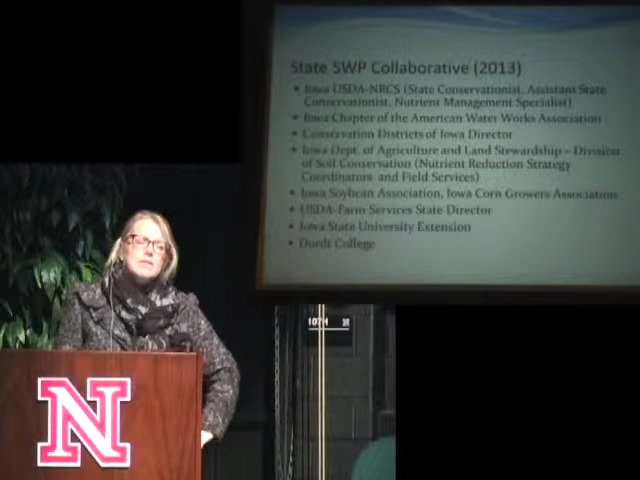 State SWP Collaborative (2013)
• Iowa USDA-NRCS (State Conservationist, Assistant State
Conservationist, Nutrient Management Specialist)
• Iowa Chapter of the American Water Works Association
• Conservation Districts of Iowa Director
• Iowa Dept. of Agriculture and Land Stewardship – Division
of Soil Conservation (Nutrient Reduction Strategy
Coordinators and Field Services)
• Iowa Soybean Association, Iowa Corn Growers Association
• USDA-Farm Services State Director
• Iowa State University Extension
• Dordt College
107H
N